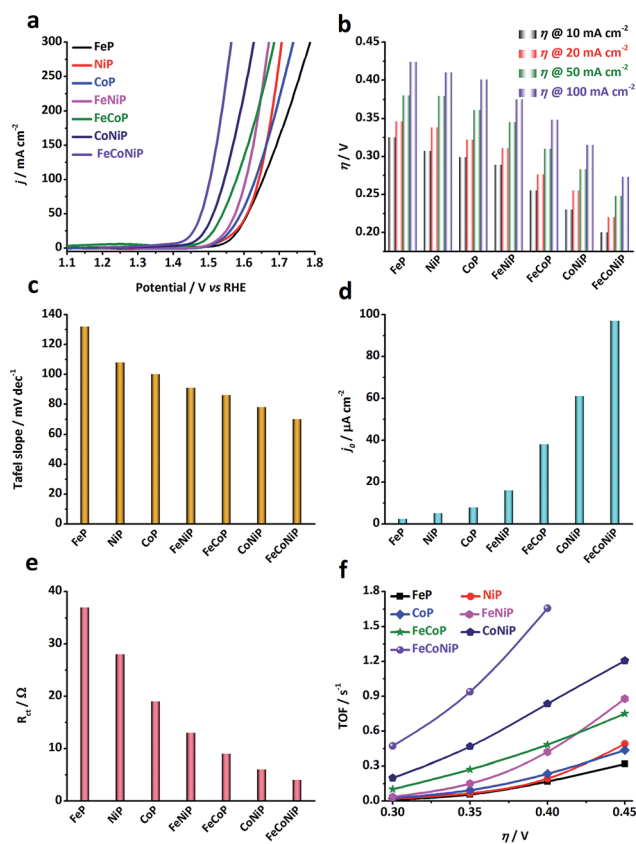 a
300
250
200
150
100
50
0
j / mA cm⁻²
FeP
NiP
CoP
FeNiP
FeCoP
CoNiP
FeCoNiP
1.1 1.2 1.3 1.4 1.5 1.6 1.7 1.8
Potential / V vs RHE
b
η @ 10 mA cm⁻²
η @ 20 mA cm⁻²
η @ 50 mA cm⁻²
η @ 100 mA cm⁻²
0.45
0.40
0.35
0.30
0.25
0.20
η / V
FeP NiP CoP FeNiP FeCoP CoNiP FeCoNiP
c
140
120
100
80
60
40
20
0
Tafel slope / mV dec⁻¹
FeP NiP CoP FeNiP FeCoP CoNiP FeCoNiP
d
100
80
60
40
20
0
j₀ / μA cm⁻²
FeP NiP CoP FeNiP FeCoP CoNiP FeCoNiP
e
40
30
20
10
0
R_ct / Ω
FeP NiP CoP FeNiP FeCoP CoNiP FeCoNiP
f
1.8
1.5
1.2
0.9
0.6
0.3
0.0
TOF / s⁻¹
FeP NiP
CoP FeNiP
FeCoP CoNiP
FeCoNiP
0.30 0.35 0.40 0.45
η / V